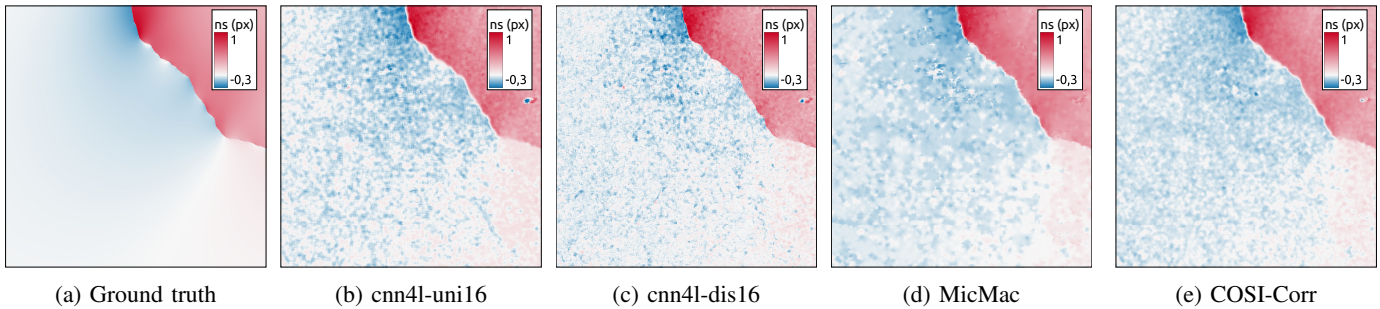 ns (px)
1
-0,3
ns (px)
1
-0,3
ns (px)
1
-0,3
ns (px)
1
-0,3
ns (px)
1
-0,3
(a) Ground truth
(b) cnn4l-uni16
(c) cnn4l-dis16
(d) MicMac
(e) COSI-Corr